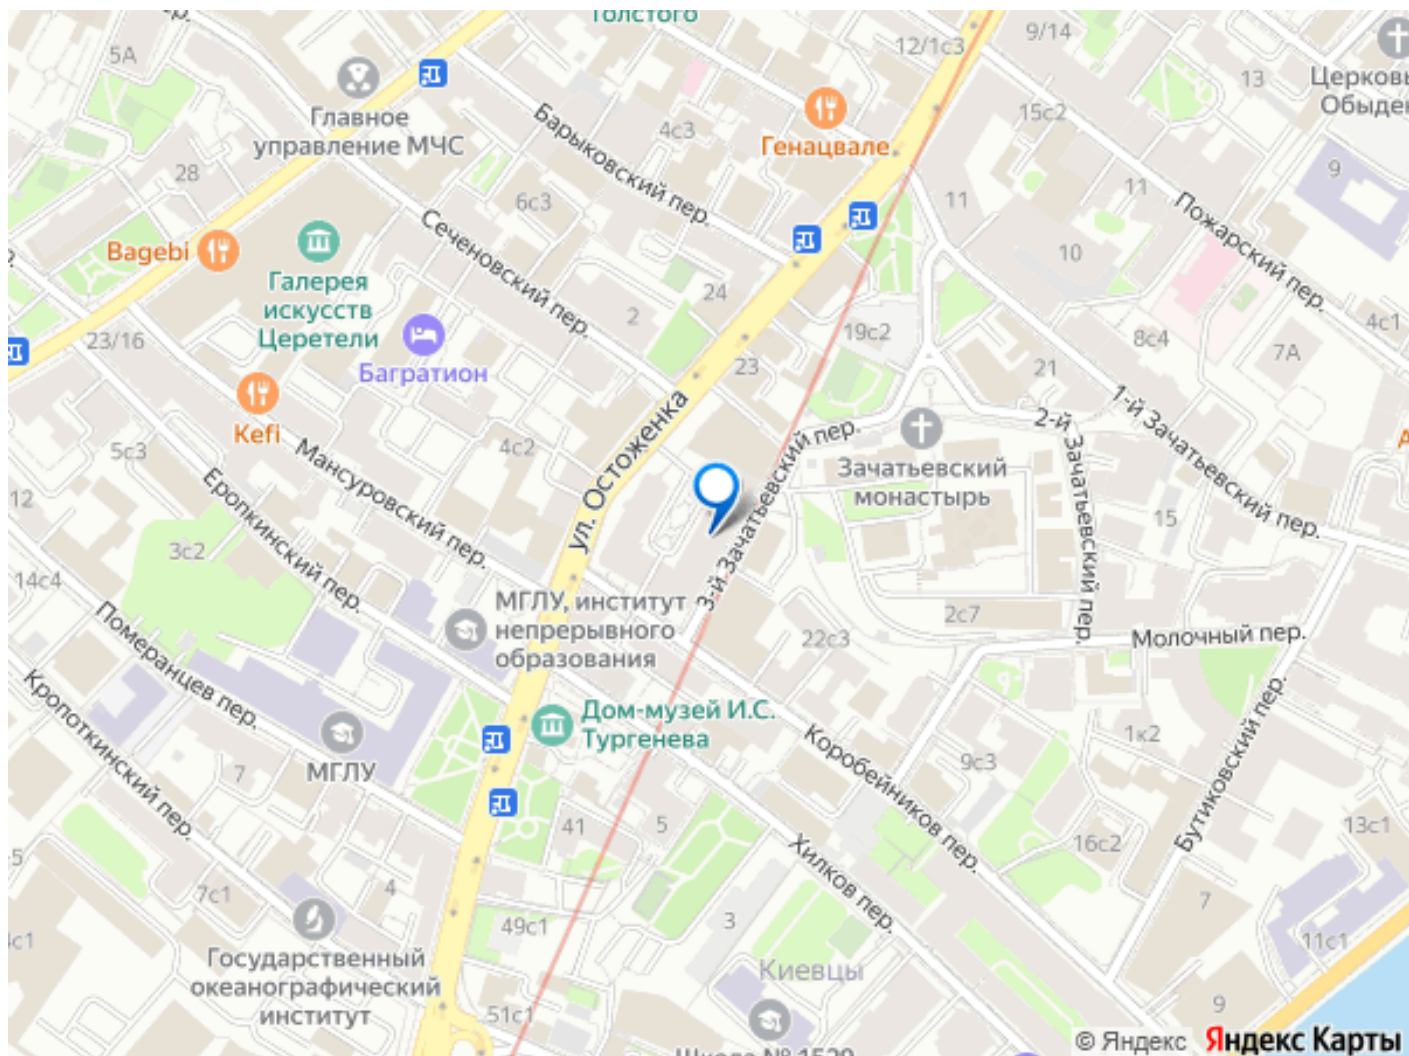 Толстого
12/1с3
9/14
5А
13
Церковь
Обыден
Главное
управление МЧС
Барыковский пер.
4с3
Генацвале
15с2
28
6с3
11
11
9
Пожарский пер.
Bagebi
Сеченовский пер.
10
Галерея
искусств
Церетели
24
2
19с2
4с1
23/16
Багратион
23
8с4
7А
21
1-й Зачатьевский пер.
Kefi
ул. Остоженка
2-й Зачатьевский пер.
5с3
4с2
Мансуровский пер.
3-й Зачатьевский пер.
Зачатьевский
монастырь
12
Еропкинский пер.
15
3с2
14с4
МГЛУ, институт
непрерывного
образования
2с7
22с3
Молочный пер.
Померанцев пер.
Кропоткинский пер.
Дом-музей И.С.
Тургенева
МГЛУ
7
Коробейников пер.
1к2
9с3
Бутиковский пер.
41
5
16с2
13с1
Хилков пер.
7с1
4
49с1
3
7
11с1
Государственный
океанографический
институт
Киевцы
9
51с1
Школа № 1529
© Яндекс Яндекс Карты